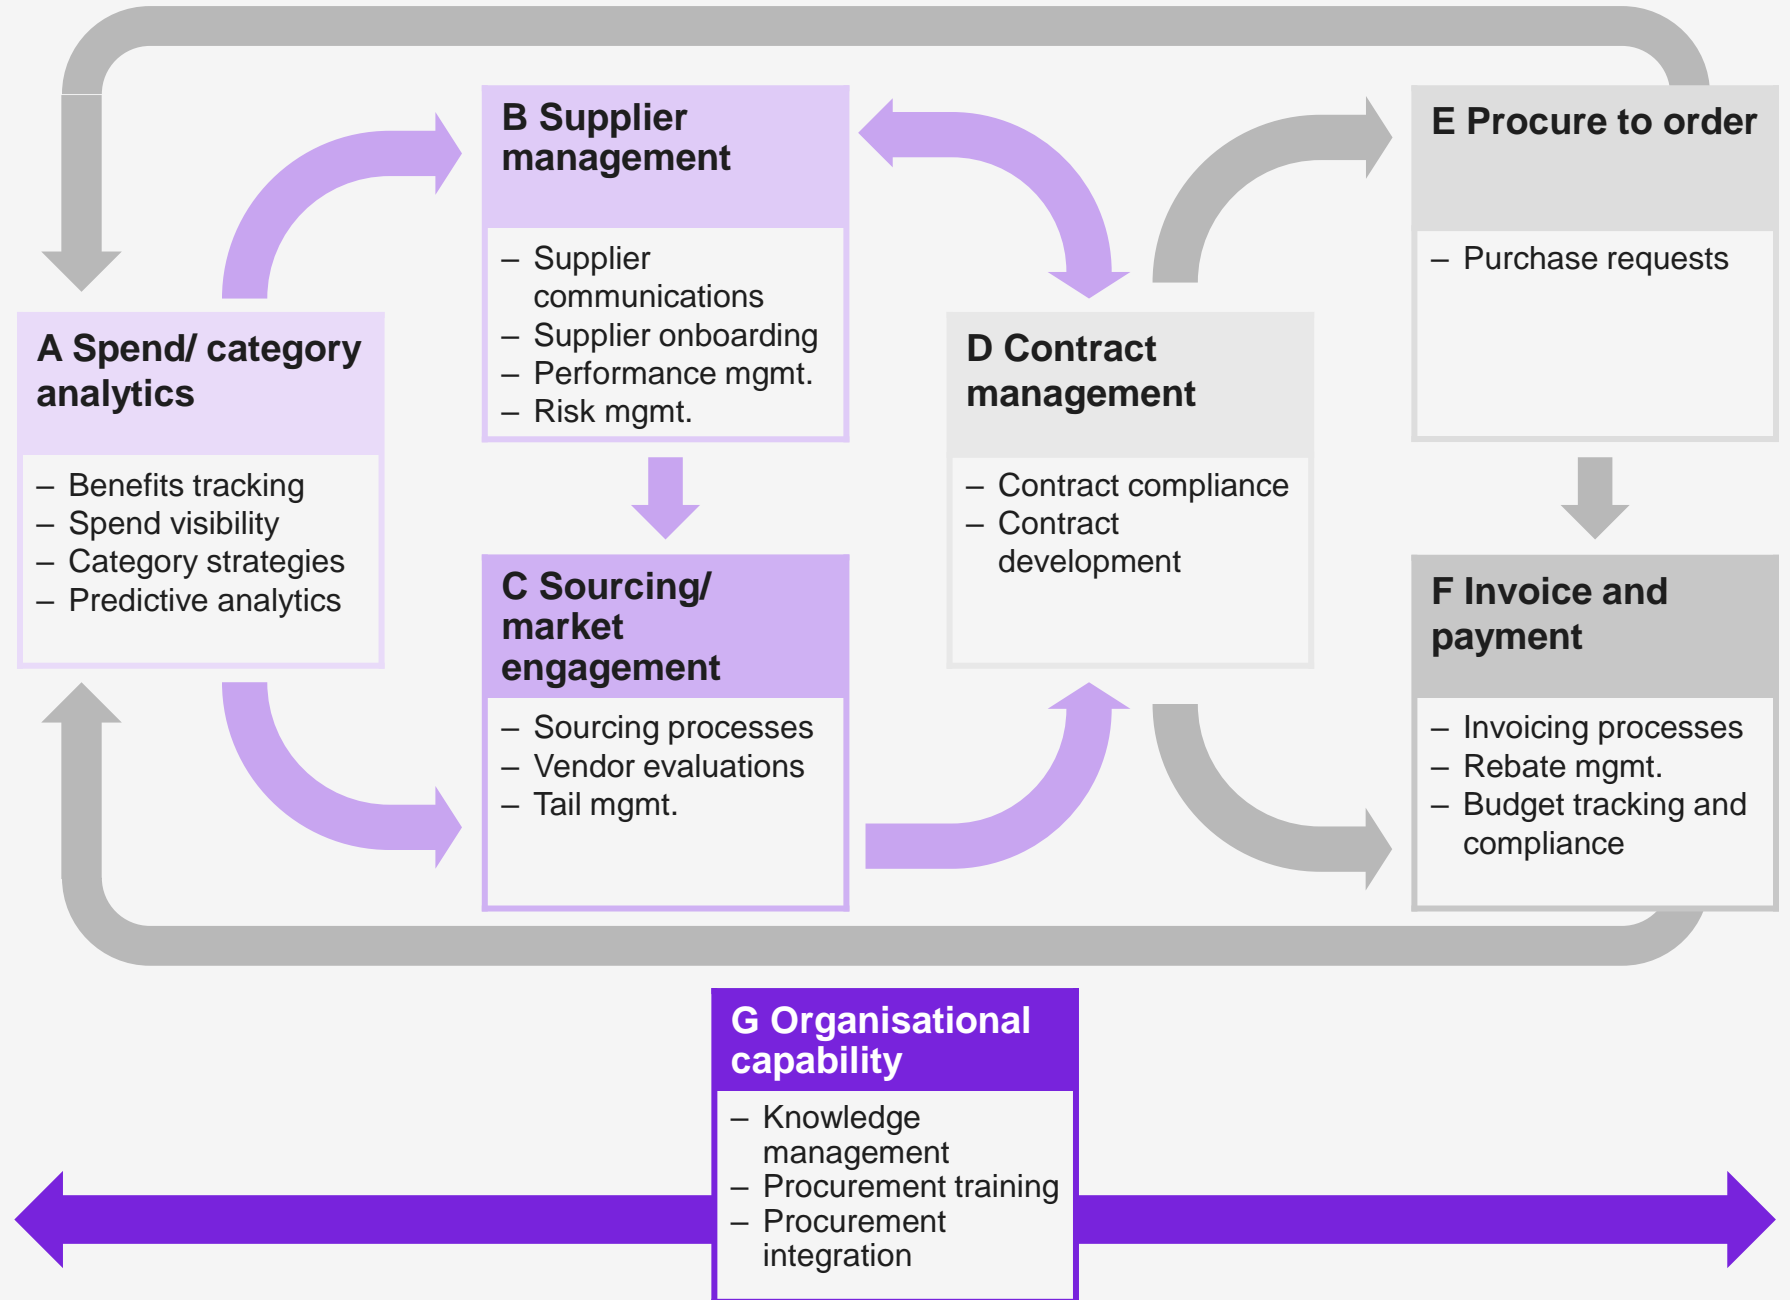 A Spend/ category
analytics
– Benefits tracking
– Spend visibility
– Category strategies
– Predictive analytics
B Supplier
management
– Supplier
communications
– Supplier onboarding
– Performance mgmt.
– Risk mgmt.
C Sourcing/
market
engagement
– Sourcing processes
– Vendor evaluations
– Tail mgmt.
D Contract
management
– Contract compliance
– Contract
development
E Procure to order
– Purchase requests
F Invoice and
payment
– Invoicing processes
– Rebate mgmt.
– Budget tracking and
compliance
G Organisational
capability
– Knowledge
management
– Procurement training
– Procurement
integration